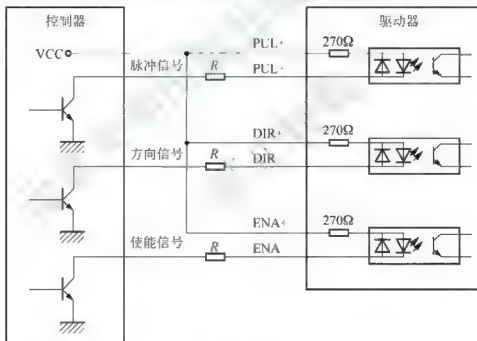 控制器
驱动器
VCC
PUL+
270Ω
脉冲信号
R
PUL-
DIR+
270Ω
方向信号
R
DIR
ENA+
270Ω
使能信号
R
ENA